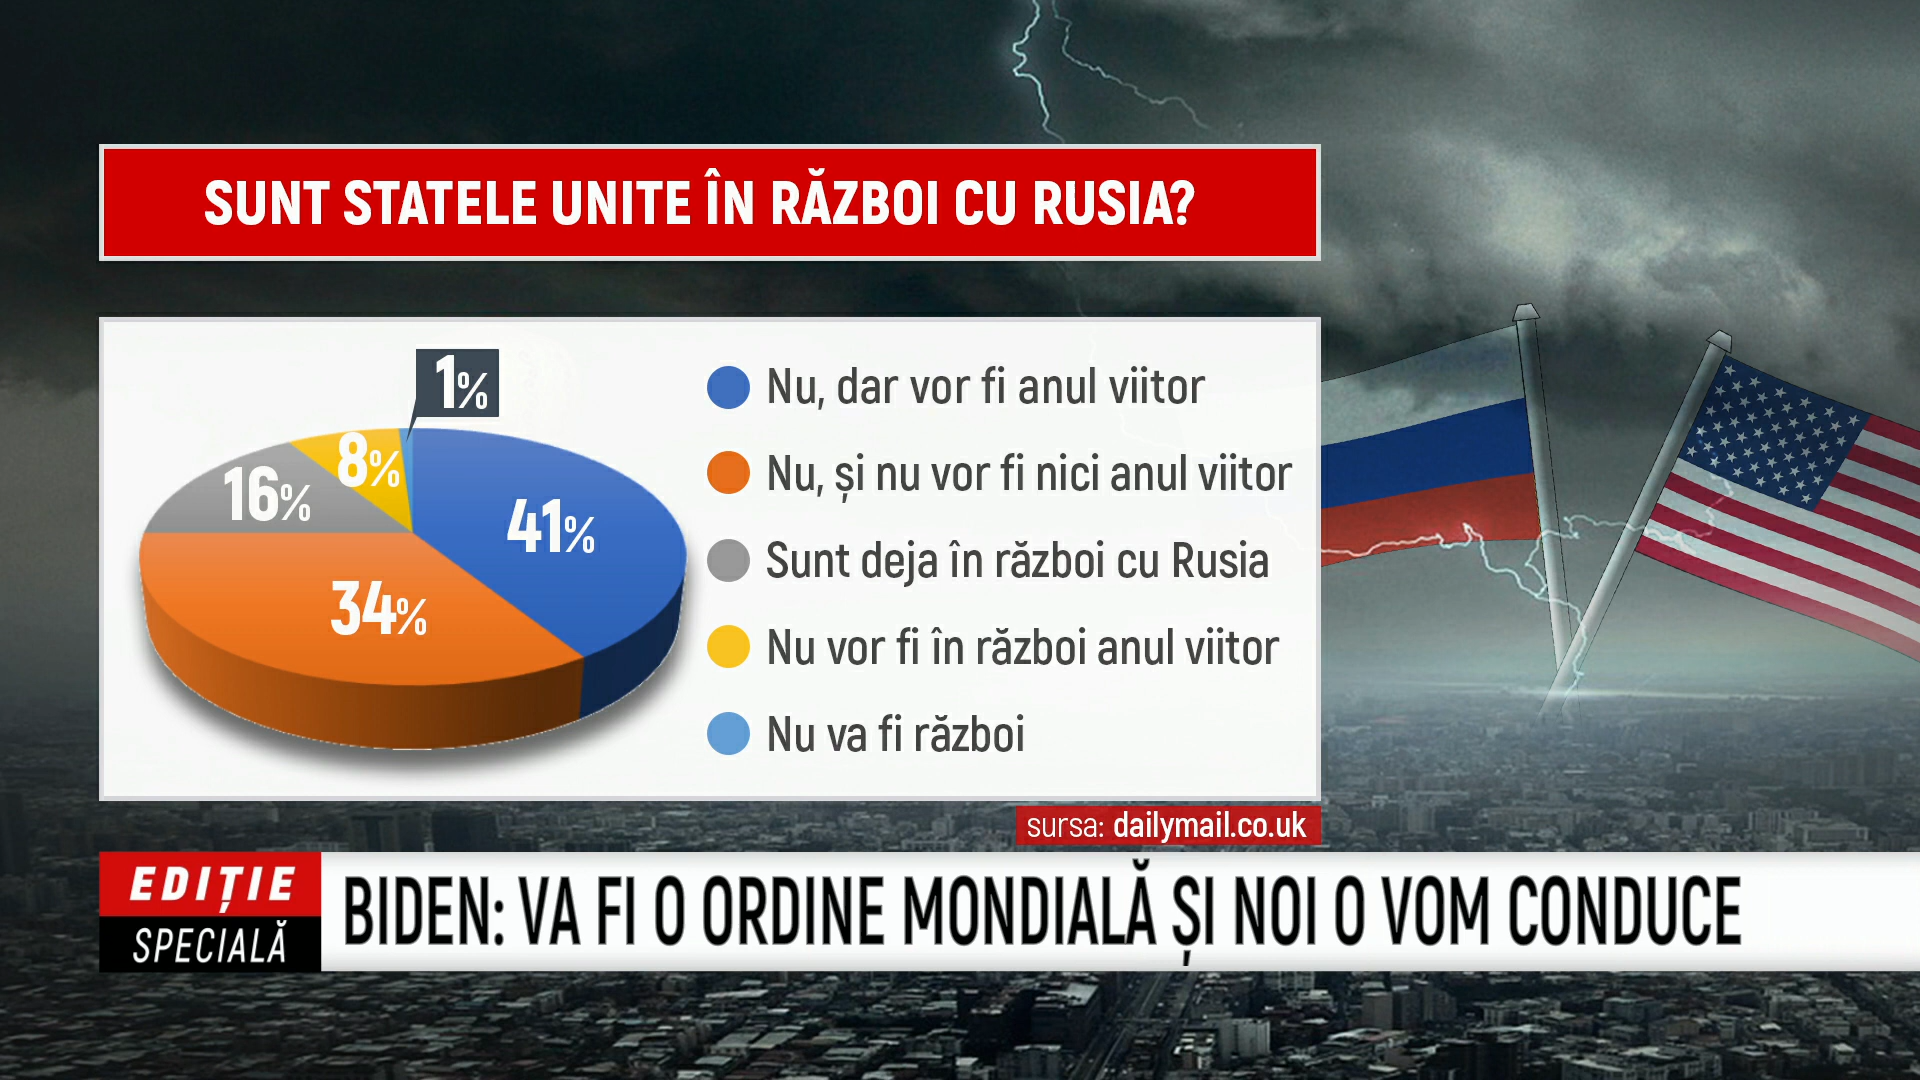 SUNT STATELE UNITE ÎN RĂZBOI CU RUSIA?
1%
8%
16%
41%
34%
Nu, dar vor fi anul viitor
Nu, și nu vor fi nici anul viitor
Sunt deja în război cu Rusia
Nu vor fi în război anul viitor
Nu va fi război
sursa: dailymail.co.uk
EDIȚIE
SPECIALĂ
BIDEN: VA FI O ORDINE MONDIALĂ ȘI NOI O VOM CONDUCE